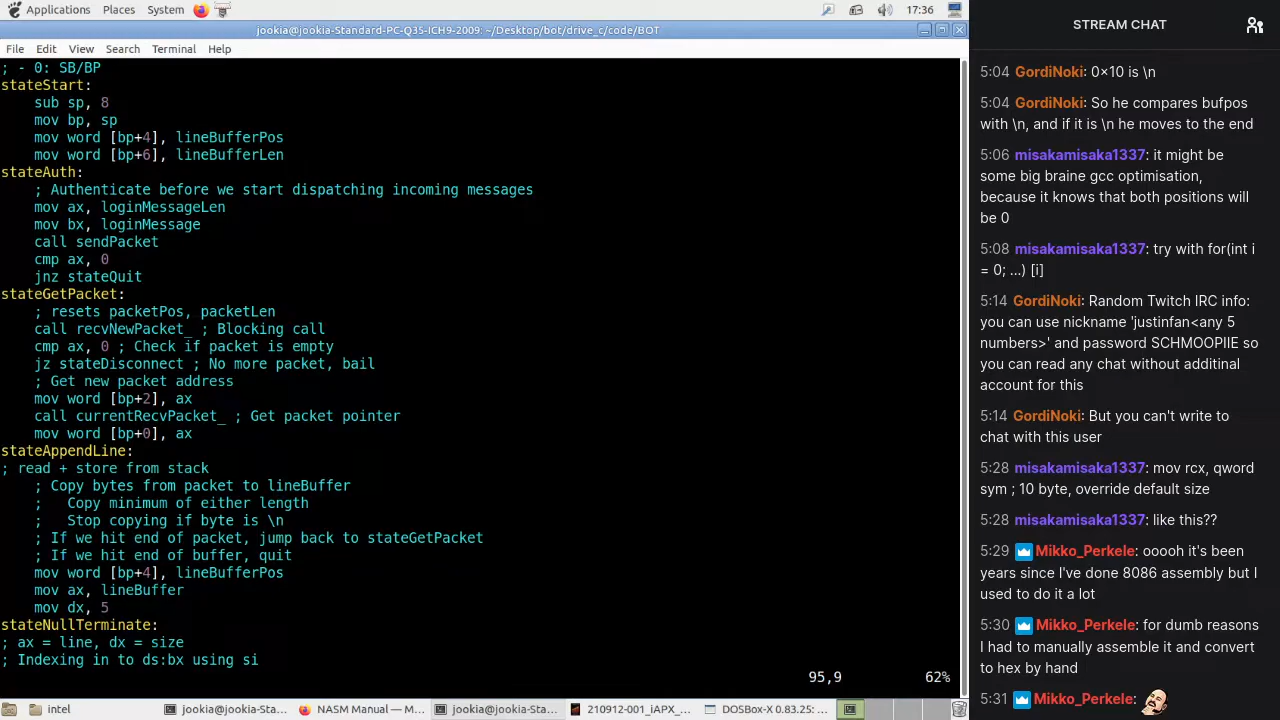 Applications Places System 17:36
jookia@jookia-Standard-PC-Q35-ICH9-2009: ~/Desktop/bot/drive_c/code/BOT
File Edit View Search Terminal Help
; - 0: SB/BP
stateStart:
sub sp, 8
mov bp, sp
mov word [bp+4], lineBufferPos
mov word [bp+6], lineBufferLen
stateAuth:
; Authenticate before we start dispatching incoming messages
mov ax, loginMessageLen
mov bx, loginMessage
call sendPacket
cmp ax, 0
jnz stateQuit
stateGetPacket:
; resets packetPos, packetLen
call recvNewPacket_ ; Blocking call
cmp ax, 0 ; Check if packet is empty
jz stateDisconnect ; No more packet, bail
; Get new packet address
mov word [bp+2], ax
call currentRecvPacket_ ; Get packet pointer
mov word [bp+0], ax
stateAppendLine:
; read + store from stack
; Copy bytes from packet to lineBuffer
;   Copy minimum of either length
;   Stop copying if byte is \n
; If we hit end of packet, jump back to stateGetPacket
; If we hit end of buffer, quit
mov word [bp+4], lineBufferPos
mov ax, lineBuffer
mov dx, 5
stateNullTerminate:
; ax = line, dx = size
; Indexing in to ds:bx using si
95,9 62%
intel jookia@jookia-Sta... NASM Manual — M... jookia@jookia-Sta... 210912-001_iAPX_... DOSBox-X 0.83.25: ...
STREAM CHAT
5:04 GordiNoki: 0x10 is \n
5:04 GordiNoki: So he compares bufpos
with \n, and if it is \n he moves to the end
5:06 misakamisaka1337: it might be
some big braine gcc optimisation,
because it knows that both positions will
be 0
5:08 misakamisaka1337: try with for(int i
= 0; ...) [i]
5:14 GordiNoki: Random Twitch IRC info:
you can use nickname 'justinfan<any 5
numbers>' and password SCHMOOPIIE so
you can read any chat without additinal
account for this
5:14 GordiNoki: But you can't write to
chat with this user
5:28 misakamisaka1337: mov rcx, qword
sym ; 10 byte, override default size
5:28 misakamisaka1337: like this??
5:29 Mikko_Perkele: ooooh it's been
years since I've done 8086 assembly but I
used to do it a lot
5:30 Mikko_Perkele: for dumb reasons
I had to manually assemble it and convert
to hex by hand
5:31 Mikko_Perkele: